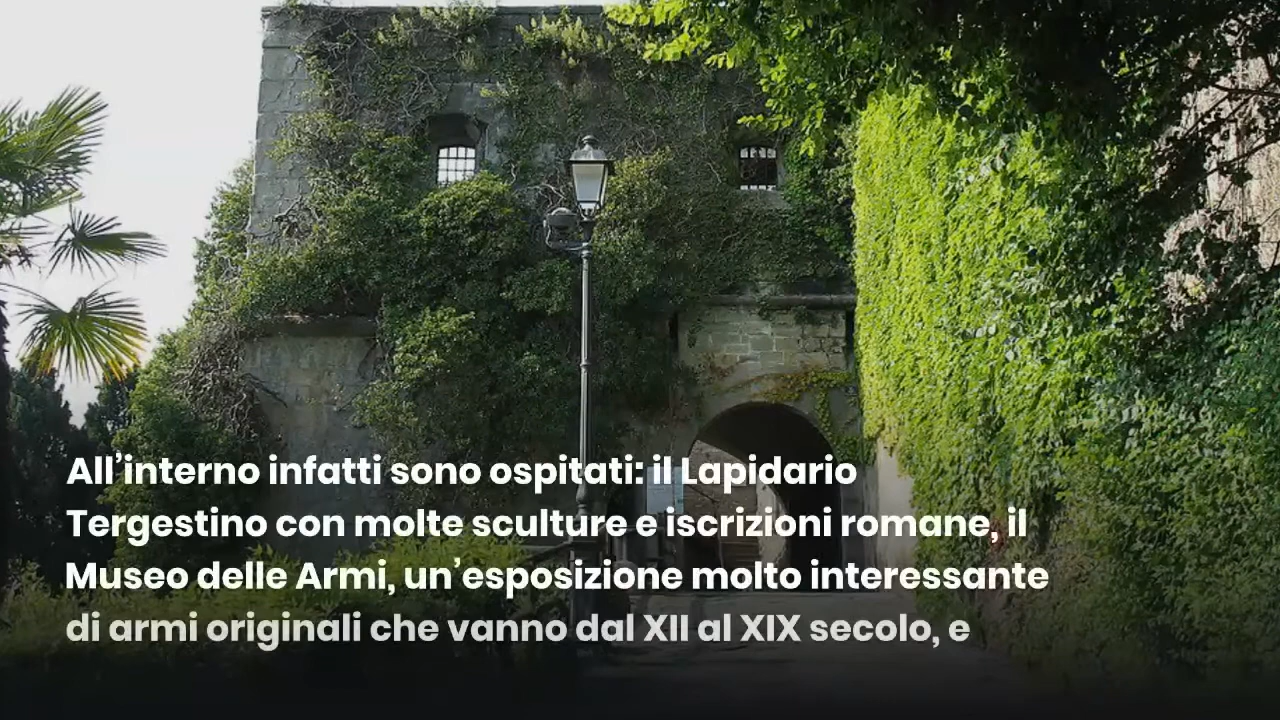 All’interno infatti sono ospitati: il Lapidario
Tergestino con molte sculture e iscrizioni romane, il
Museo delle Armi, un’esposizione molto interessante
di armi originali che vanno dal XII al XIX secolo, e